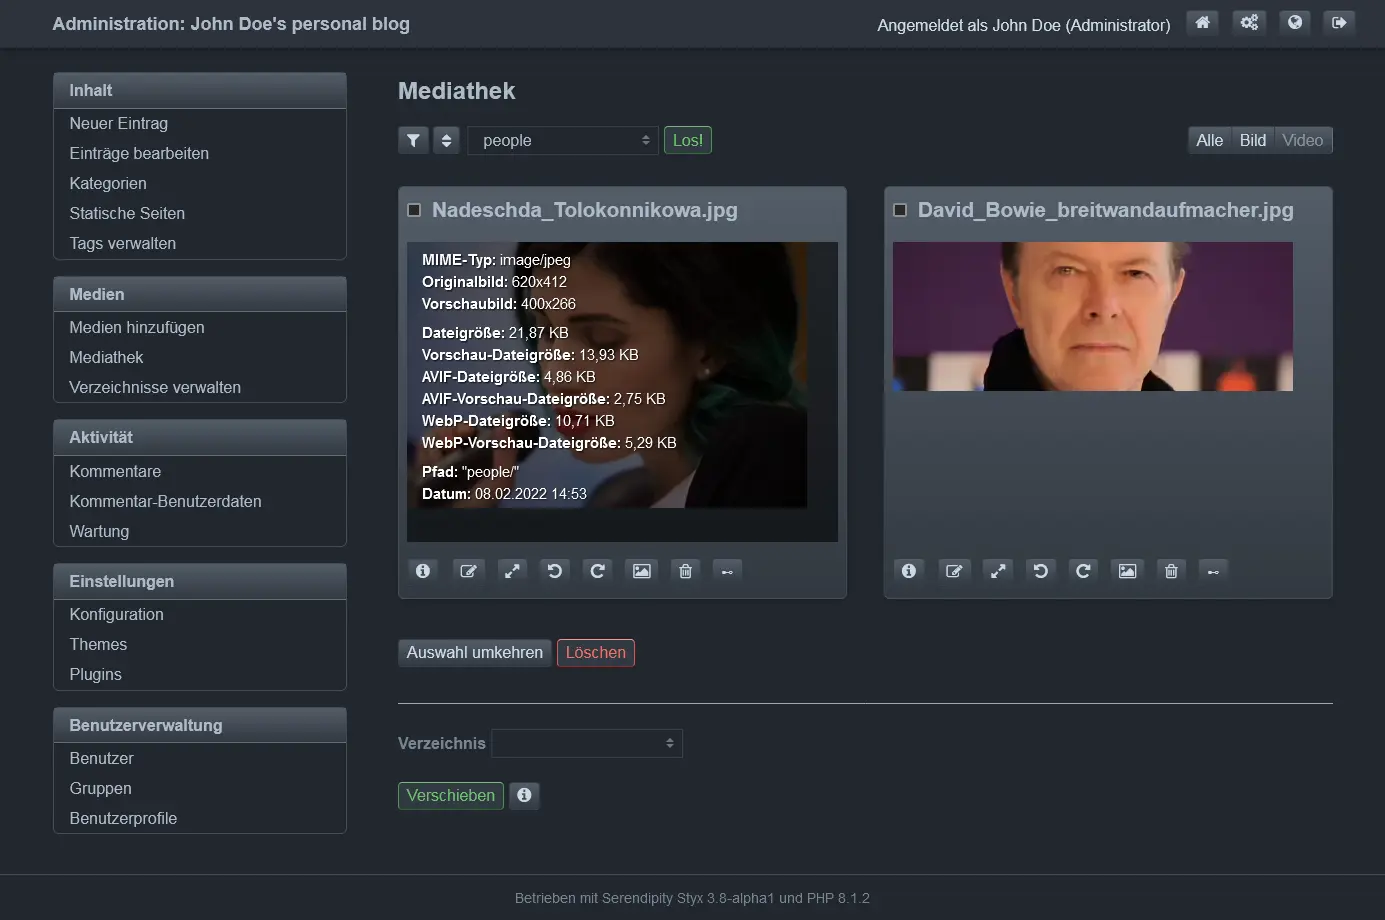 Administration: John Doe's personal blog
Angemeldet als John Doe (Administrator)
Inhalt
Neuer Eintrag
Einträge bearbeiten
Kategorien
Statische Seiten
Tags verwalten
Medien
Medien hinzufügen
Mediathek
Verzeichnisse verwalten
Aktivität
Kommentare
Kommentar-Benutzerdaten
Wartung
Einstellungen
Konfiguration
Themes
Plugins
Benutzerverwaltung
Benutzer
Gruppen
Benutzerprofile
Mediathek
people
Los!
Alle Bild Video
Nadeschda_Tolokonnikowa.jpg
MIME-Typ: image/jpeg
Originalbild: 620x412
Vorschaubild: 400x266
Dateigröße: 21,87 KB
Vorschau-Dateigröße: 13,93 KB
AVIF-Dateigröße: 4,86 KB
AVIF-Vorschau-Dateigröße: 2,75 KB
WebP-Dateigröße: 10,71 KB
WebP-Vorschau-Dateigröße: 5,29 KB
Pfad: "people/"
Datum: 08.02.2022 14:53
David_Bowie_breitwandaufmacher.jpg
Auswahl umkehren Löschen
Verzeichnis
Verschieben
Betrieben mit Serendipity Styx 3.8-alpha1 und PHP 8.1.2